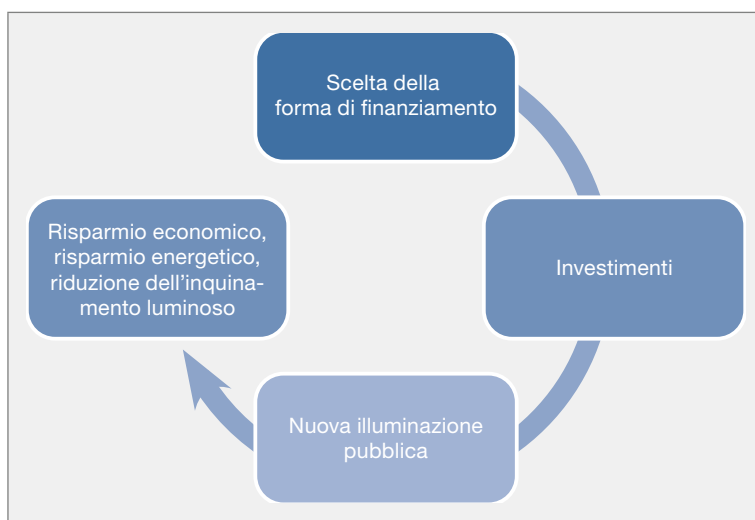 Scelta della
forma di finanziamento
Investimenti
Nuova illuminazione
pubblica
Risparmio economico,
risparmio energetico,
riduzione dell’inquina-
mento luminoso